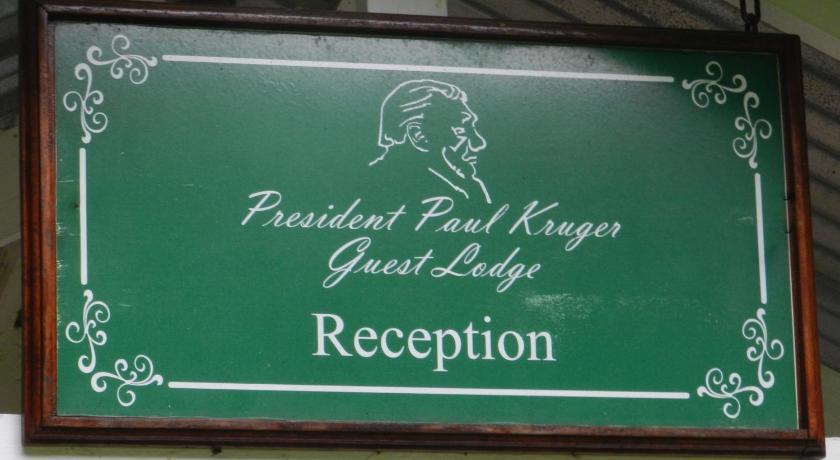 President Paul Kruger
Guest Lodge
Reception